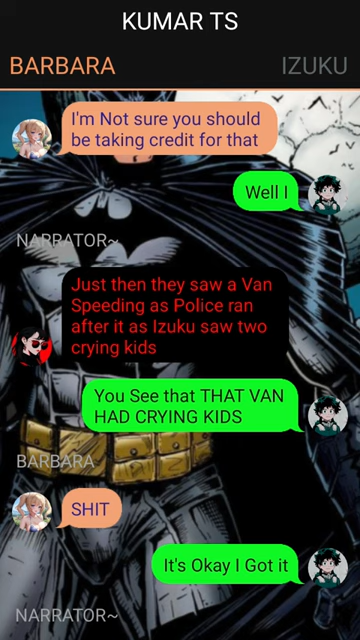 KUMAR TS
BARBARA
IZUKU
I'm Not sure you should
be taking credit for that
Well I
NARRATOR~
Just then they saw a Van
Speeding as Police ran
after it as Izuku saw two
crying kids
You See that THAT VAN
HAD CRYING KIDS
BARBARA
SHIT
It's Okay I Got it
NARRATOR~